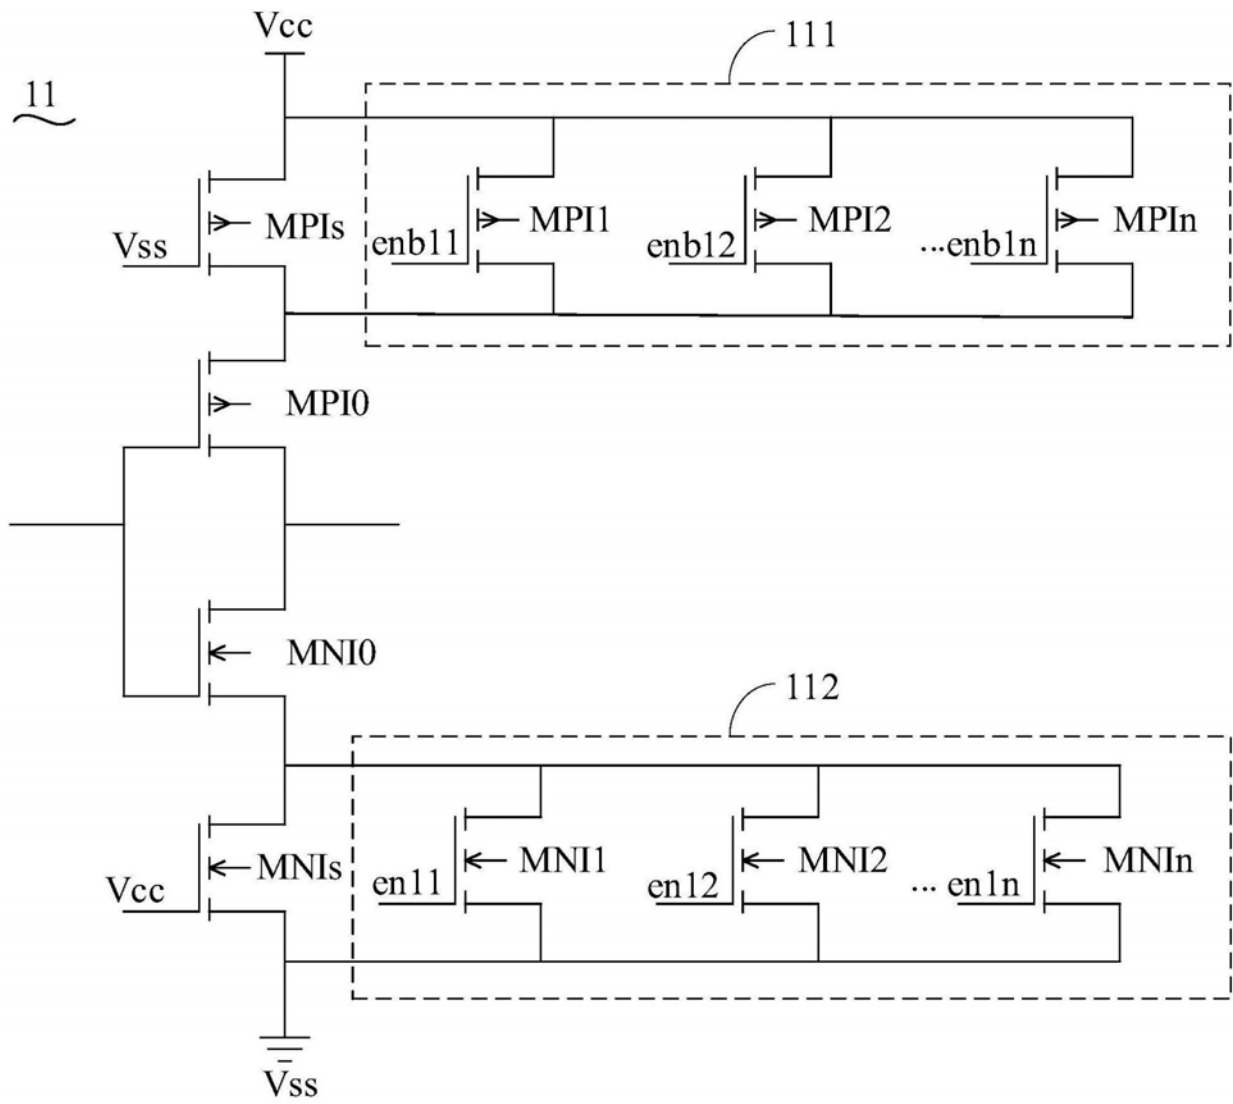 Vcc
111
11
MPIs
MPI1
MPI2
MPIn
Vss
enb11
enb12
...enb1n
MPI0
MNI0
112
MNIs
MNI1
MNI2
MNIn
Vcc
en11
en12
... en1n
Vss